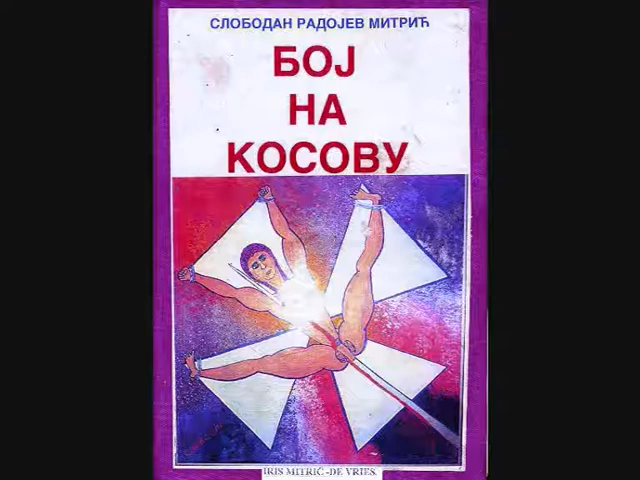 СЛОБОДАН РАДОЈЕВ МИТРИЋ
БОЈ
НА
КОСОВУ
IRIS MITRIĆ-DE VRIES.